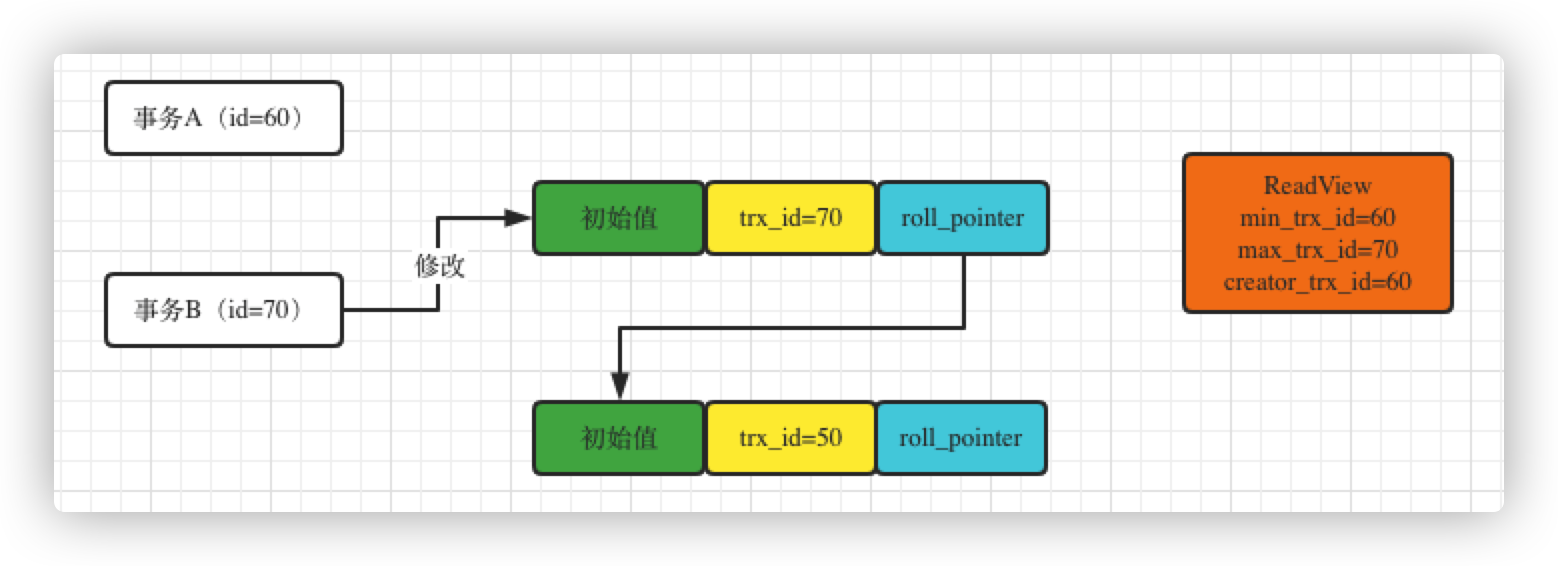 事务A（id=60）
初始值
trx_id=70
roll_pointer
ReadView
min_trx_id=60
max_trx_id=70
creator_trx_id=60
修改
事务B（id=70）
初始值
trx_id=50
roll_pointer